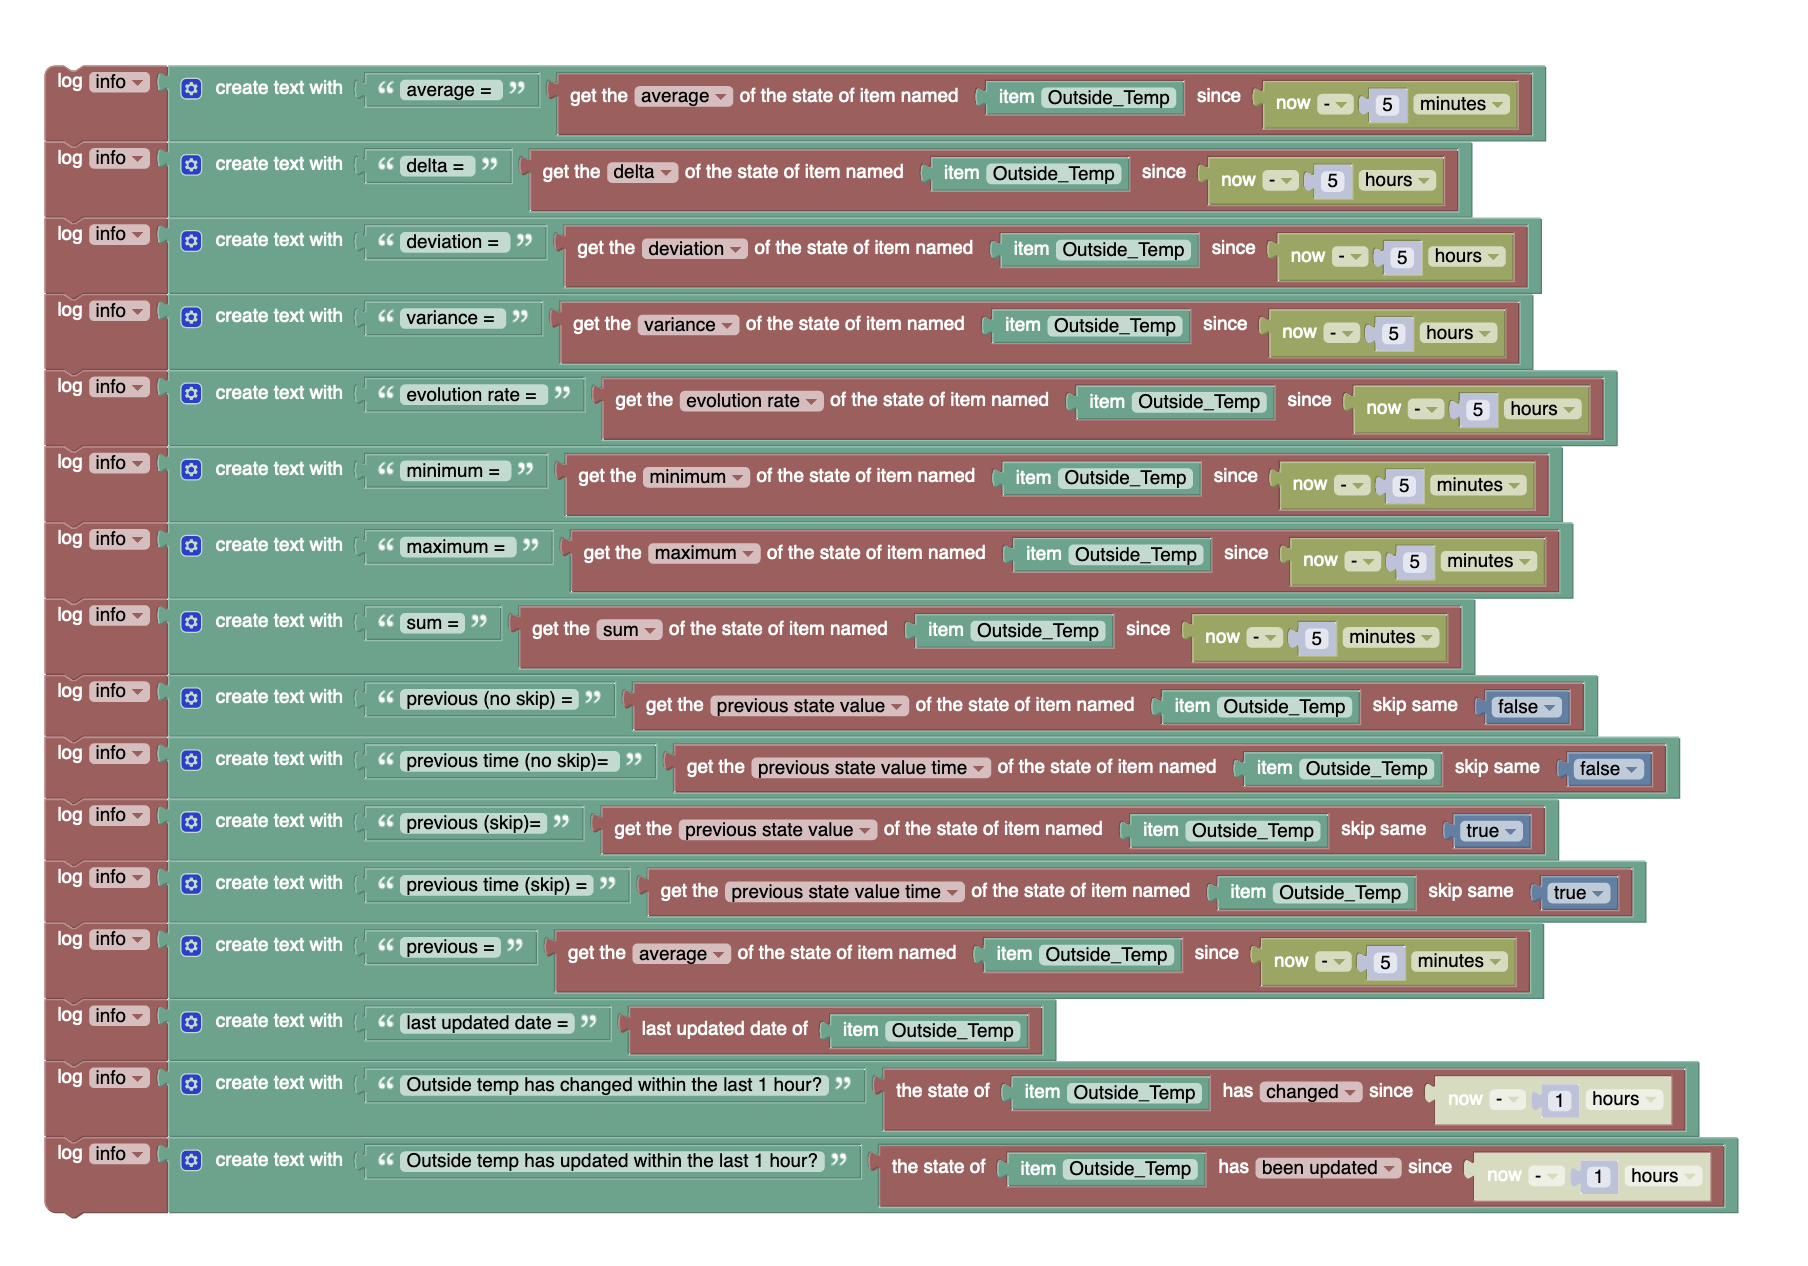 log info create text with “ average = ” get the average of the state of item named item Outside_Temp since now - 5 minutes
log info create text with “ delta = ” get the delta of the state of item named item Outside_Temp since now - 5 hours
log info create text with “ deviation = ” get the deviation of the state of item named item Outside_Temp since now - 5 hours
log info create text with “ variance = ” get the variance of the state of item named item Outside_Temp since now - 5 hours
log info create text with “ evolution rate = ” get the evolution rate of the state of item named item Outside_Temp since now - 5 hours
log info create text with “ minimum = ” get the minimum of the state of item named item Outside_Temp since now - 5 minutes
log info create text with “ maximum = ” get the maximum of the state of item named item Outside_Temp since now - 5 minutes
log info create text with “ sum = ” get the sum of the state of item named item Outside_Temp since now - 5 minutes
log info create text with “ previous (no skip) = ” get the previous state value of the state of item named item Outside_Temp skip same false
log info create text with “ previous time (no skip)= ” get the previous state value time of the state of item named item Outside_Temp skip same false
log info create text with “ previous (skip)= ” get the previous state value of the state of item named item Outside_Temp skip same true
log info create text with “ previous time (skip) = ” get the previous state value time of the state of item named item Outside_Temp skip same true
log info create text with “ previous = ” get the average of the state of item named item Outside_Temp since now - 5 minutes
log info create text with “ last updated date = ” last updated date of item Outside_Temp
log info create text with “ Outside temp has changed within the last 1 hour? ” the state of item Outside_Temp has changed since now - 1 hours
log info create text with “ Outside temp has updated within the last 1 hour? ” the state of item Outside_Temp has been updated since now - 1 hours